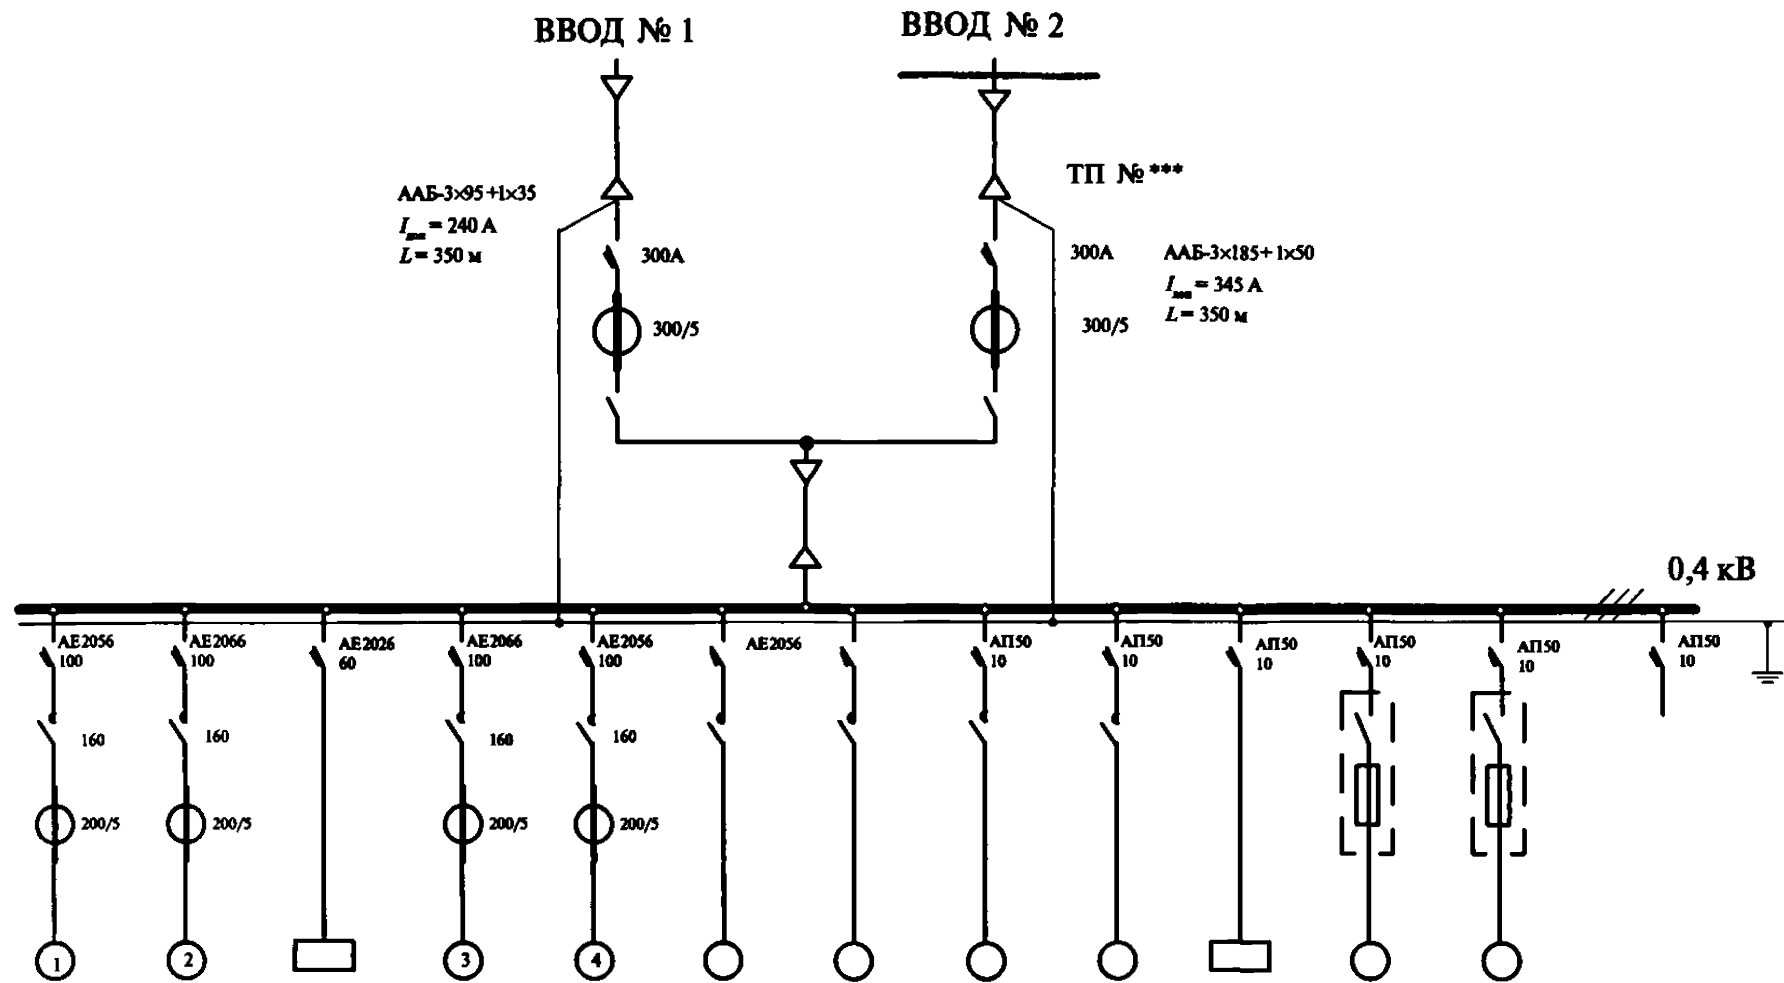 ВВОД № 1
ВВОД № 2
ТП № ***
ААБ-3×95+1×35
I доп = 240 А
L = 350 м
300А
300/5
300А
300/5
ААБ-3×185+1×50
I доп = 345 А
L = 350 м
0,4 кВ
АЕ2056
100
АЕ2066
100
АЕ2026
60
АЕ2066
100
АЕ2056
100
АЕ2056
АП50
10
АП50
10
АП50
10
АП50
10
АП50
10
АП50
10
160
160
160
160
200/5
200/5
200/5
200/5
1
2
3
4